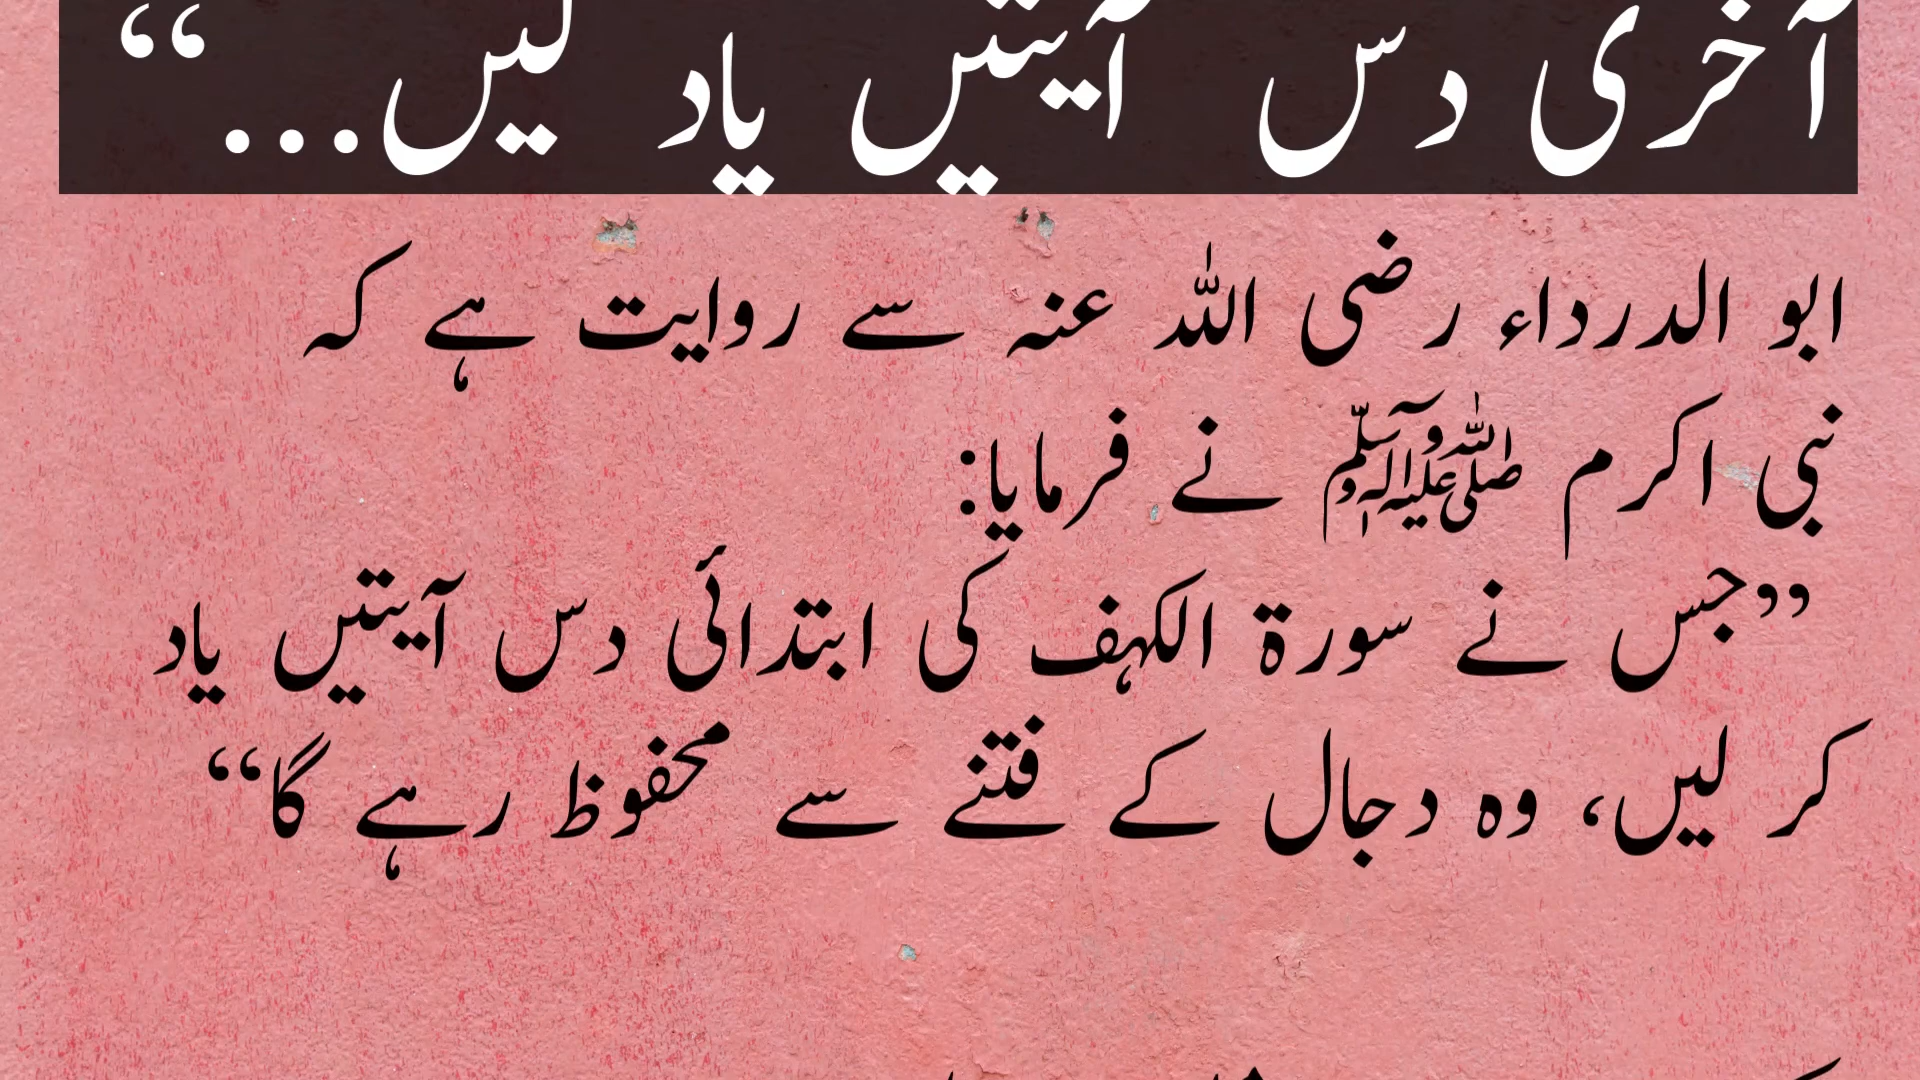 آخری دس آیتیں یاد لیں...“
ابو الدرداء رضی اللہ عنہ سے روایت ہے کہ
نبی اکرم ﷺ نے فرمایا:
”جس نے سورۃ الکہف کی ابتدائی دس آیتیں یاد
کر لیں، وہ دجال کے فتنے سے محفوظ رہے گا“